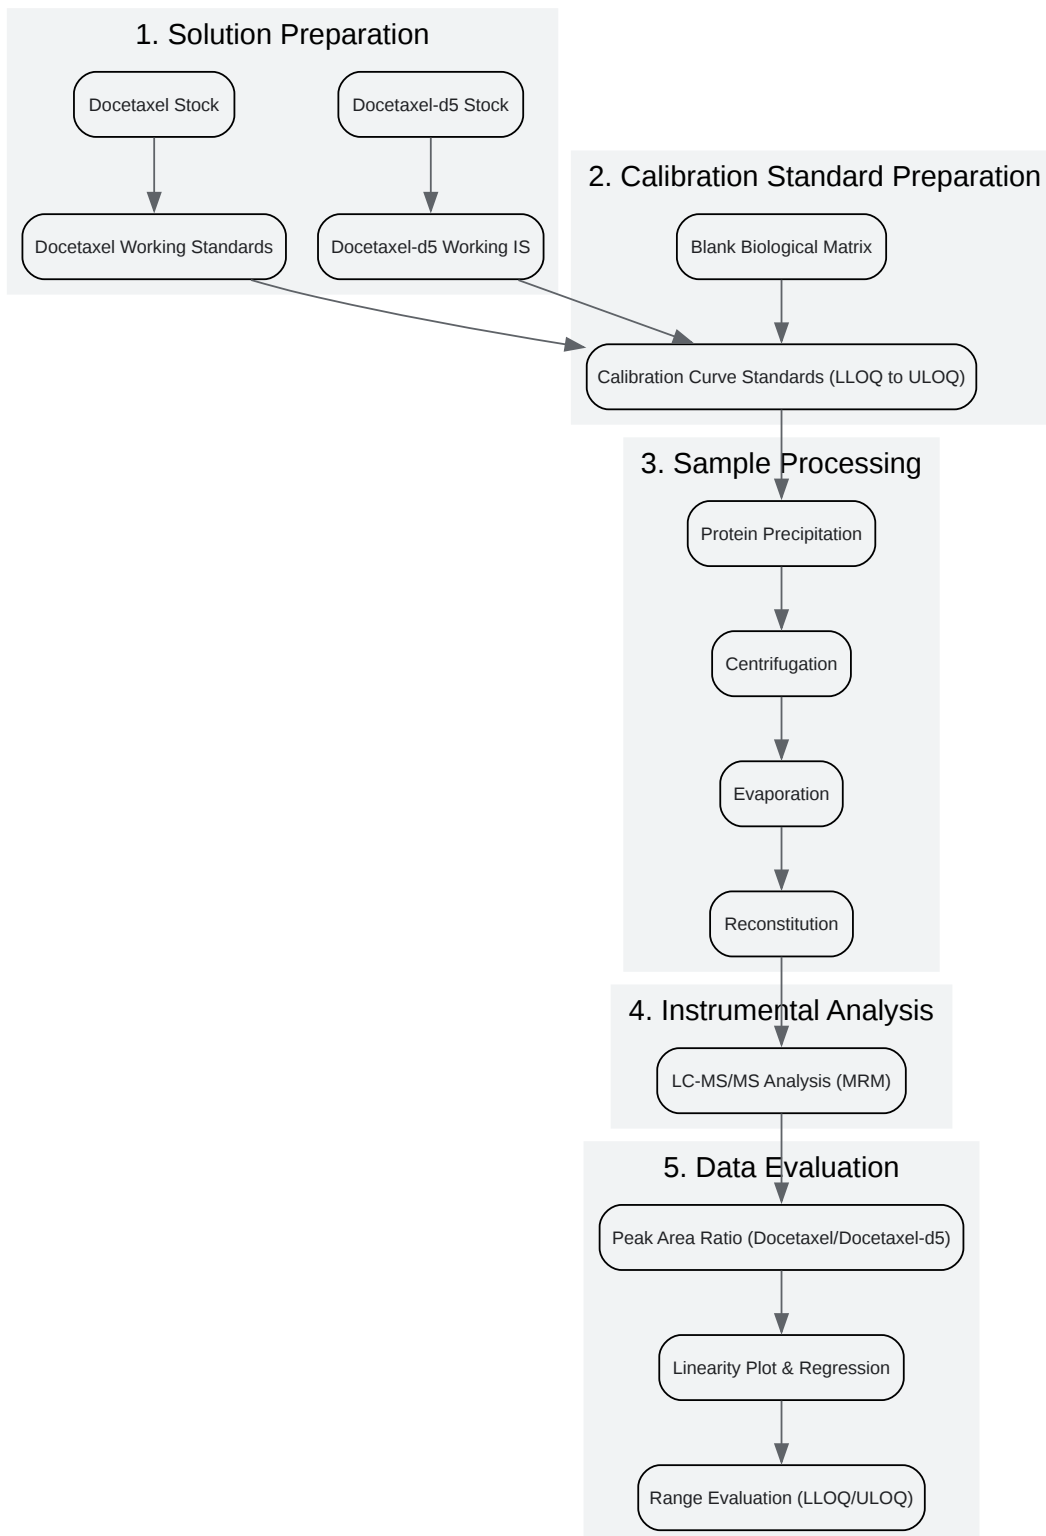 1. Solution Preparation
Docetaxel Stock
Docetaxel-d5 Stock
2. Calibration Standard Preparation
Docetaxel Working Standards
Docetaxel-d5 Working IS
Blank Biological Matrix
Calibration Curve Standards (LLOQ to ULOQ)
3. Sample Processing
Protein Precipitation
Centrifugation
Evaporation
Reconstitution
4. Instrumental Analysis
LC-MS/MS Analysis (MRM)
5. Data Evaluation
Peak Area Ratio (Docetaxel/Docetaxel-d5)
Linearity Plot & Regression
Range Evaluation (LLOQ/ULOQ)